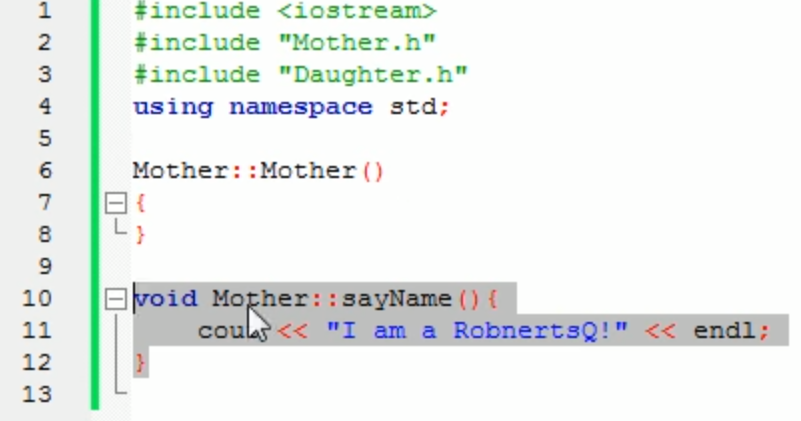 1 #include <iostream>
2 #include "Mother.h"
3 #include "Daughter.h"
4 using namespace std;
5
6 Mother::Mother()
7 {
8 }
9
10 void Mother::sayName(){
11 cout << "I am a RobnertsQ!" << endl;
12 }
13